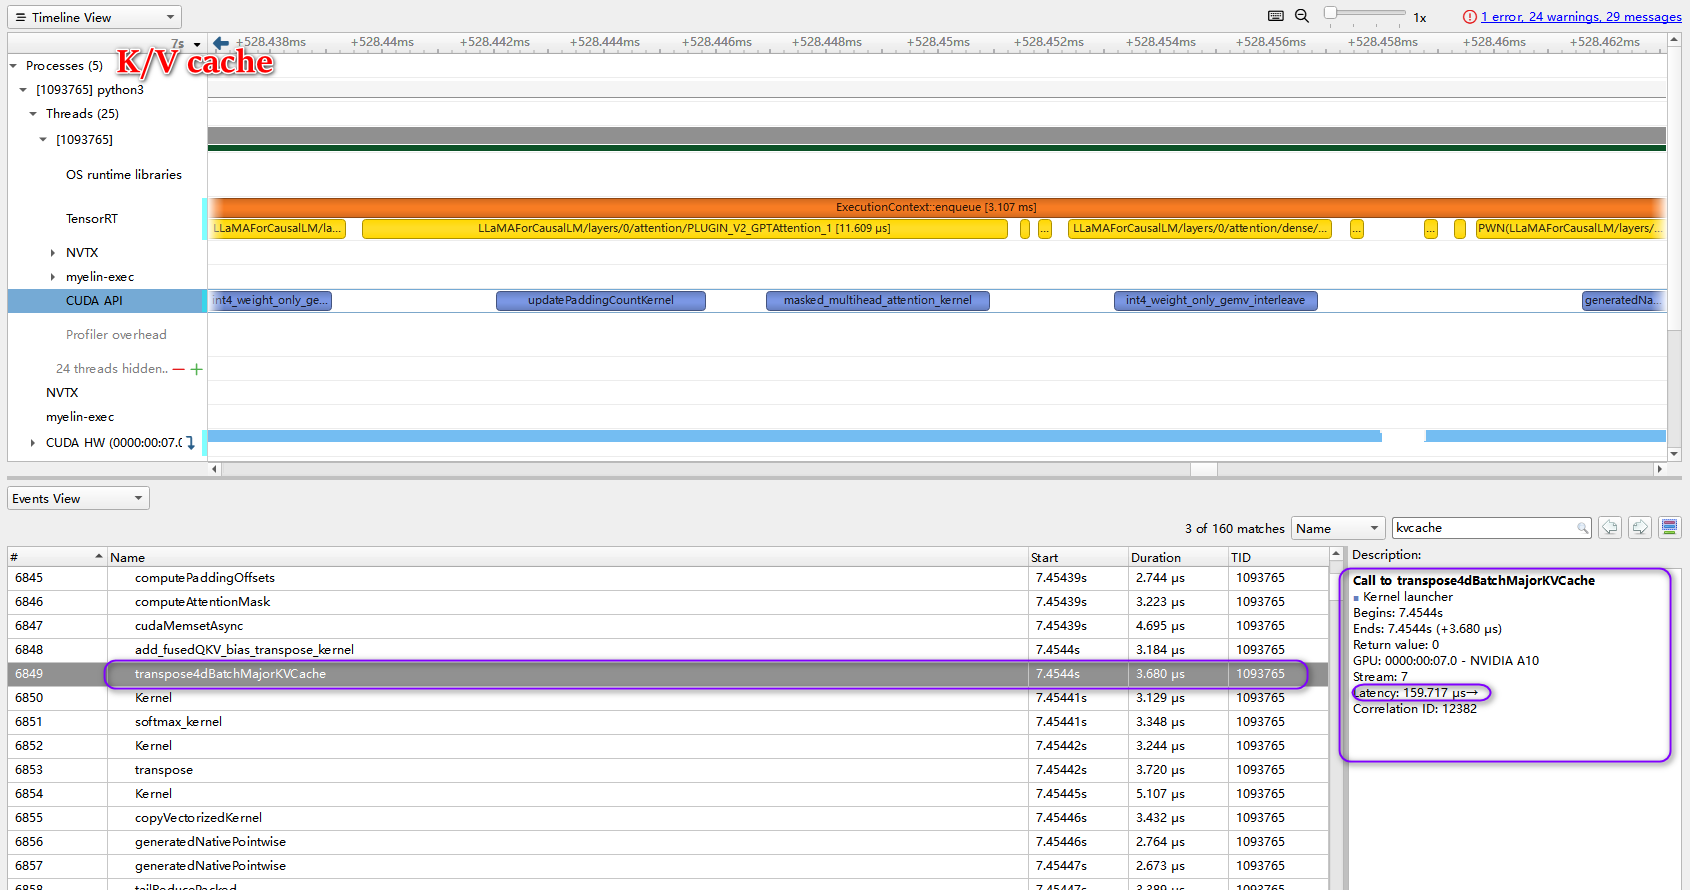 Timeline View
1x
1 error, 24 warnings, 29 messages
7s
+528.438ms +528.44ms +528.442ms +528.444ms +528.446ms +528.448ms +528.45ms +528.452ms +528.454ms +528.456ms +528.458ms +528.46ms +528.462ms
K/V cache
Processes (5)
[1093765] python3
Threads (25)
[1093765]
OS runtime libraries
TensorRT
ExecutionContext::enqueue [3.107 ms]
LLaMAForCausalLM/la... LLaMAForCausalLM/layers/0/attention/PLUGIN_V2_GPTAttention_1 [11.609 µs] ... LLaMAForCausalLM/layers/0/attention/dense/... ... ... PWN(LLaMAForCausalLM/layers/...
NVTX
myelin-exec
CUDA API
int4_weight_only_ge... updatePaddingCountKernel masked_multihead_attention_kernel int4_weight_only_gemv_interleave generatedNa...
Profiler overhead
24 threads hidden..
NVTX
myelin-exec
CUDA HW (0000:00:07.0
Events View
3 of 160 matches Name kvcache
# Name Start Duration TID
6845 computePaddingOffsets 7.45439s 2.744 µs 1093765
6846 computeAttentionMask 7.45439s 3.223 µs 1093765
6847 cudaMemsetAsync 7.45439s 4.695 µs 1093765
6848 add_fusedQKV_bias_transpose_kernel 7.4544s 3.184 µs 1093765
6849 transpose4dBatchMajorKVCache 7.4544s 3.680 µs 1093765
6850 Kernel 7.45441s 3.129 µs 1093765
6851 softmax_kernel 7.45441s 3.348 µs 1093765
6852 Kernel 7.45442s 3.244 µs 1093765
6853 transpose 7.45442s 3.720 µs 1093765
6854 Kernel 7.45445s 5.107 µs 1093765
6855 copyVectorizedKernel 7.45446s 3.432 µs 1093765
6856 generatedNativePointwise 7.45446s 2.764 µs 1093765
6857 generatedNativePointwise 7.45447s 2.673 µs 1093765
6858 tailReducePacked 7.45447s 3.389 µs 1093765
Description:
Call to transpose4dBatchMajorKVCache
Kernel launcher
Begins: 7.4544s
Ends: 7.4544s (+3.680 µs)
Return value: 0
GPU: 0000:00:07.0 - NVIDIA A10
Stream: 7
Latency: 159.717 µs→
Correlation ID: 12382